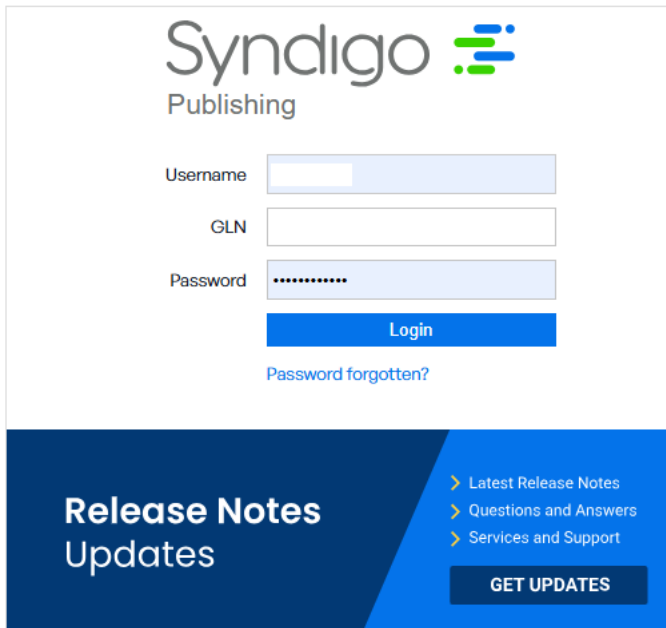 Syndigo
Publishing
Username
GLN
Password ••••••••••••
Login
Password forgotten?
Release Notes
Updates
Latest Release Notes
Questions and Answers
Services and Support
GET UPDATES